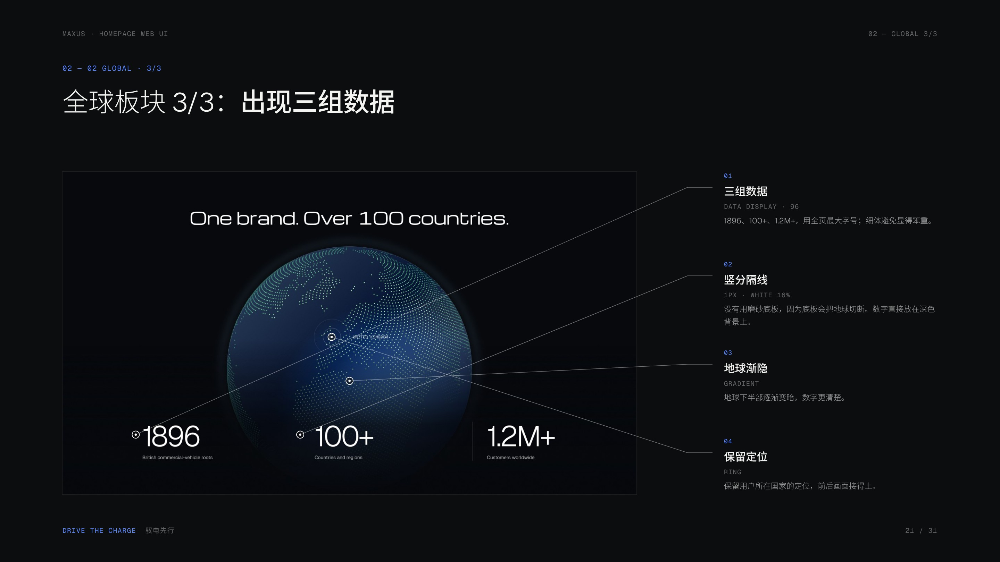 MAXUS · HOMEPAGE WEB UI
02 — GLOBAL 3/3
02 — 02 GLOBAL · 3/3
全球板块 3/3：出现三组数据
One brand. Over 100 countries.
UNITED KINGDOM
1896
British commercial-vehicle roots
100+
Countries and regions
1.2M+
Customers worldwide
01
三组数据
DATA DISPLAY · 96
1896、100+、1.2M+，用全页最大字号；细体避免显得笨重。
02
竖分隔线
1PX · WHITE 16%
没有用磨砂底板，因为底板会把地球切断。数字直接放在深色
背景上。
03
地球渐隐
GRADIENT
地球下半部逐渐变暗，数字更清楚。
04
保留定位
RING
保留用户所在国家的定位，前后画面接得上。
DRIVE THE CHARGE 驭电先行
21 / 31